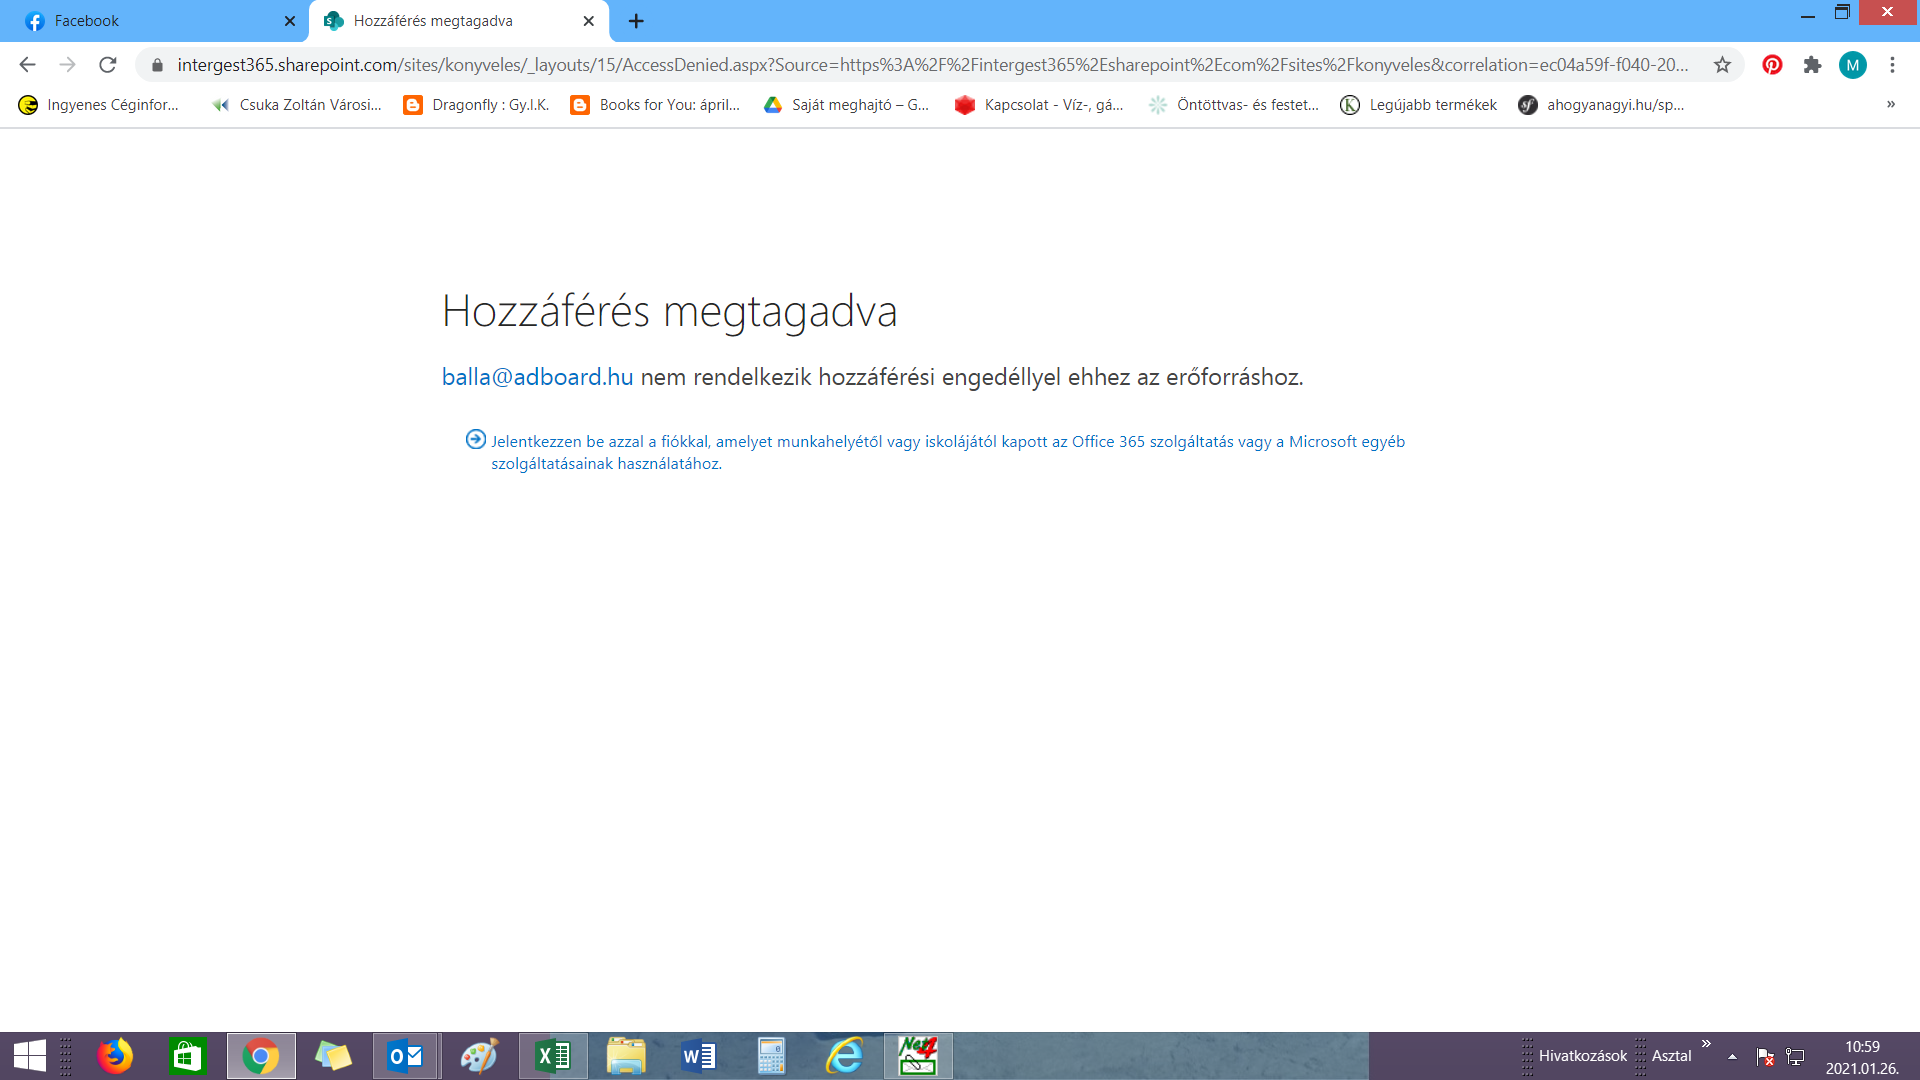 Facebook
Hozzáférés megtagadva
intergest365.sharepoint.com/sites/konyveles/_layouts/15/AccessDenied.aspx?Source=https%3A%2F%2Fintergest365%2Esharepoint%2Ecom%2Fsites%2Fkonyveles&correlation=ec04a59f-f040-20...
M
Ingyenes Céginfor...
Csuka Zoltán Városi...
Dragonfly : Gy.I.K.
Books for You: ápril...
Saját meghajtó – G...
Kapcsolat - Víz-, gá...
Öntöttvas- és festet...
Legújabb termékek
ahogyanagyi.hu/sp...
Hozzáférés megtagadva
balla@adboard.hu nem rendelkezik hozzáférési engedéllyel ehhez az erőforráshoz.
Jelentkezzen be azzal a fiókkal, amelyet munkahelyétől vagy iskolájától kapott az Office 365 szolgáltatás vagy a Microsoft egyéb
szolgáltatásainak használatához.
Net4
Hivatkozások
Asztal
10:59
2021.01.26.